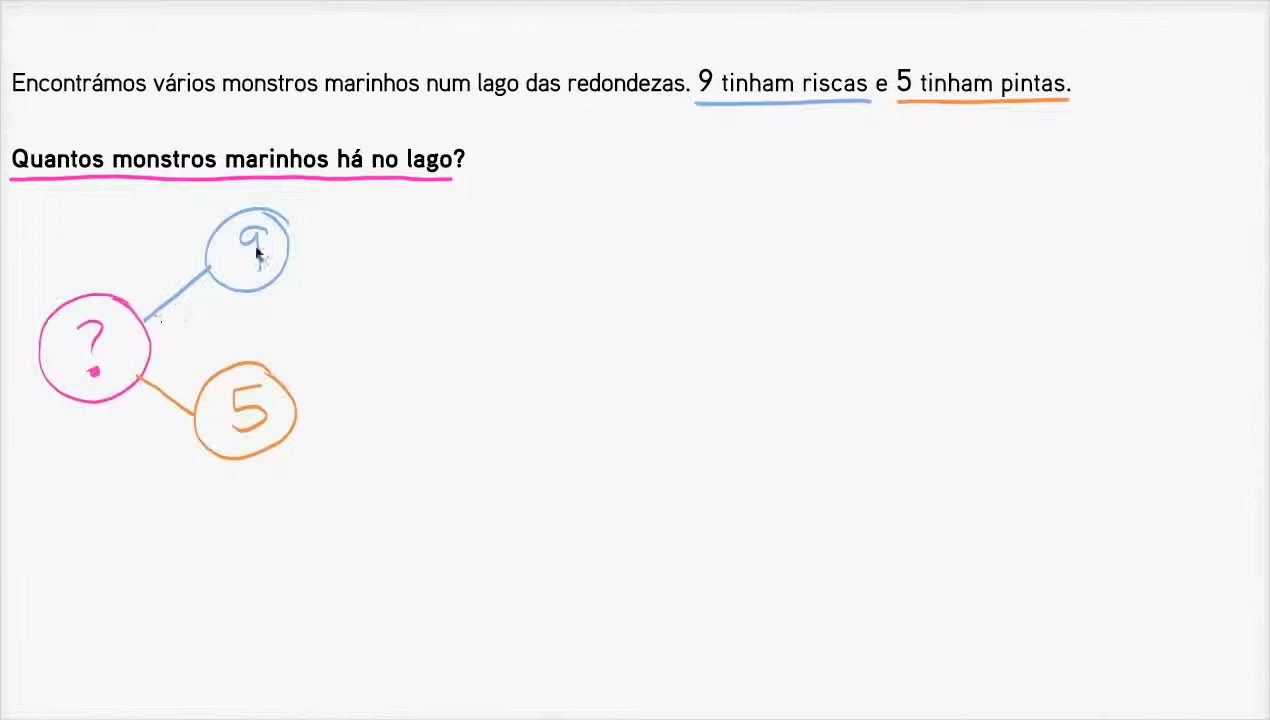 Encontrámos vários monstros marinhos num lago das redondezas. 9 tinham riscas e 5 tinham pintas.
Quantos monstros marinhos há no lago?
9
?
5